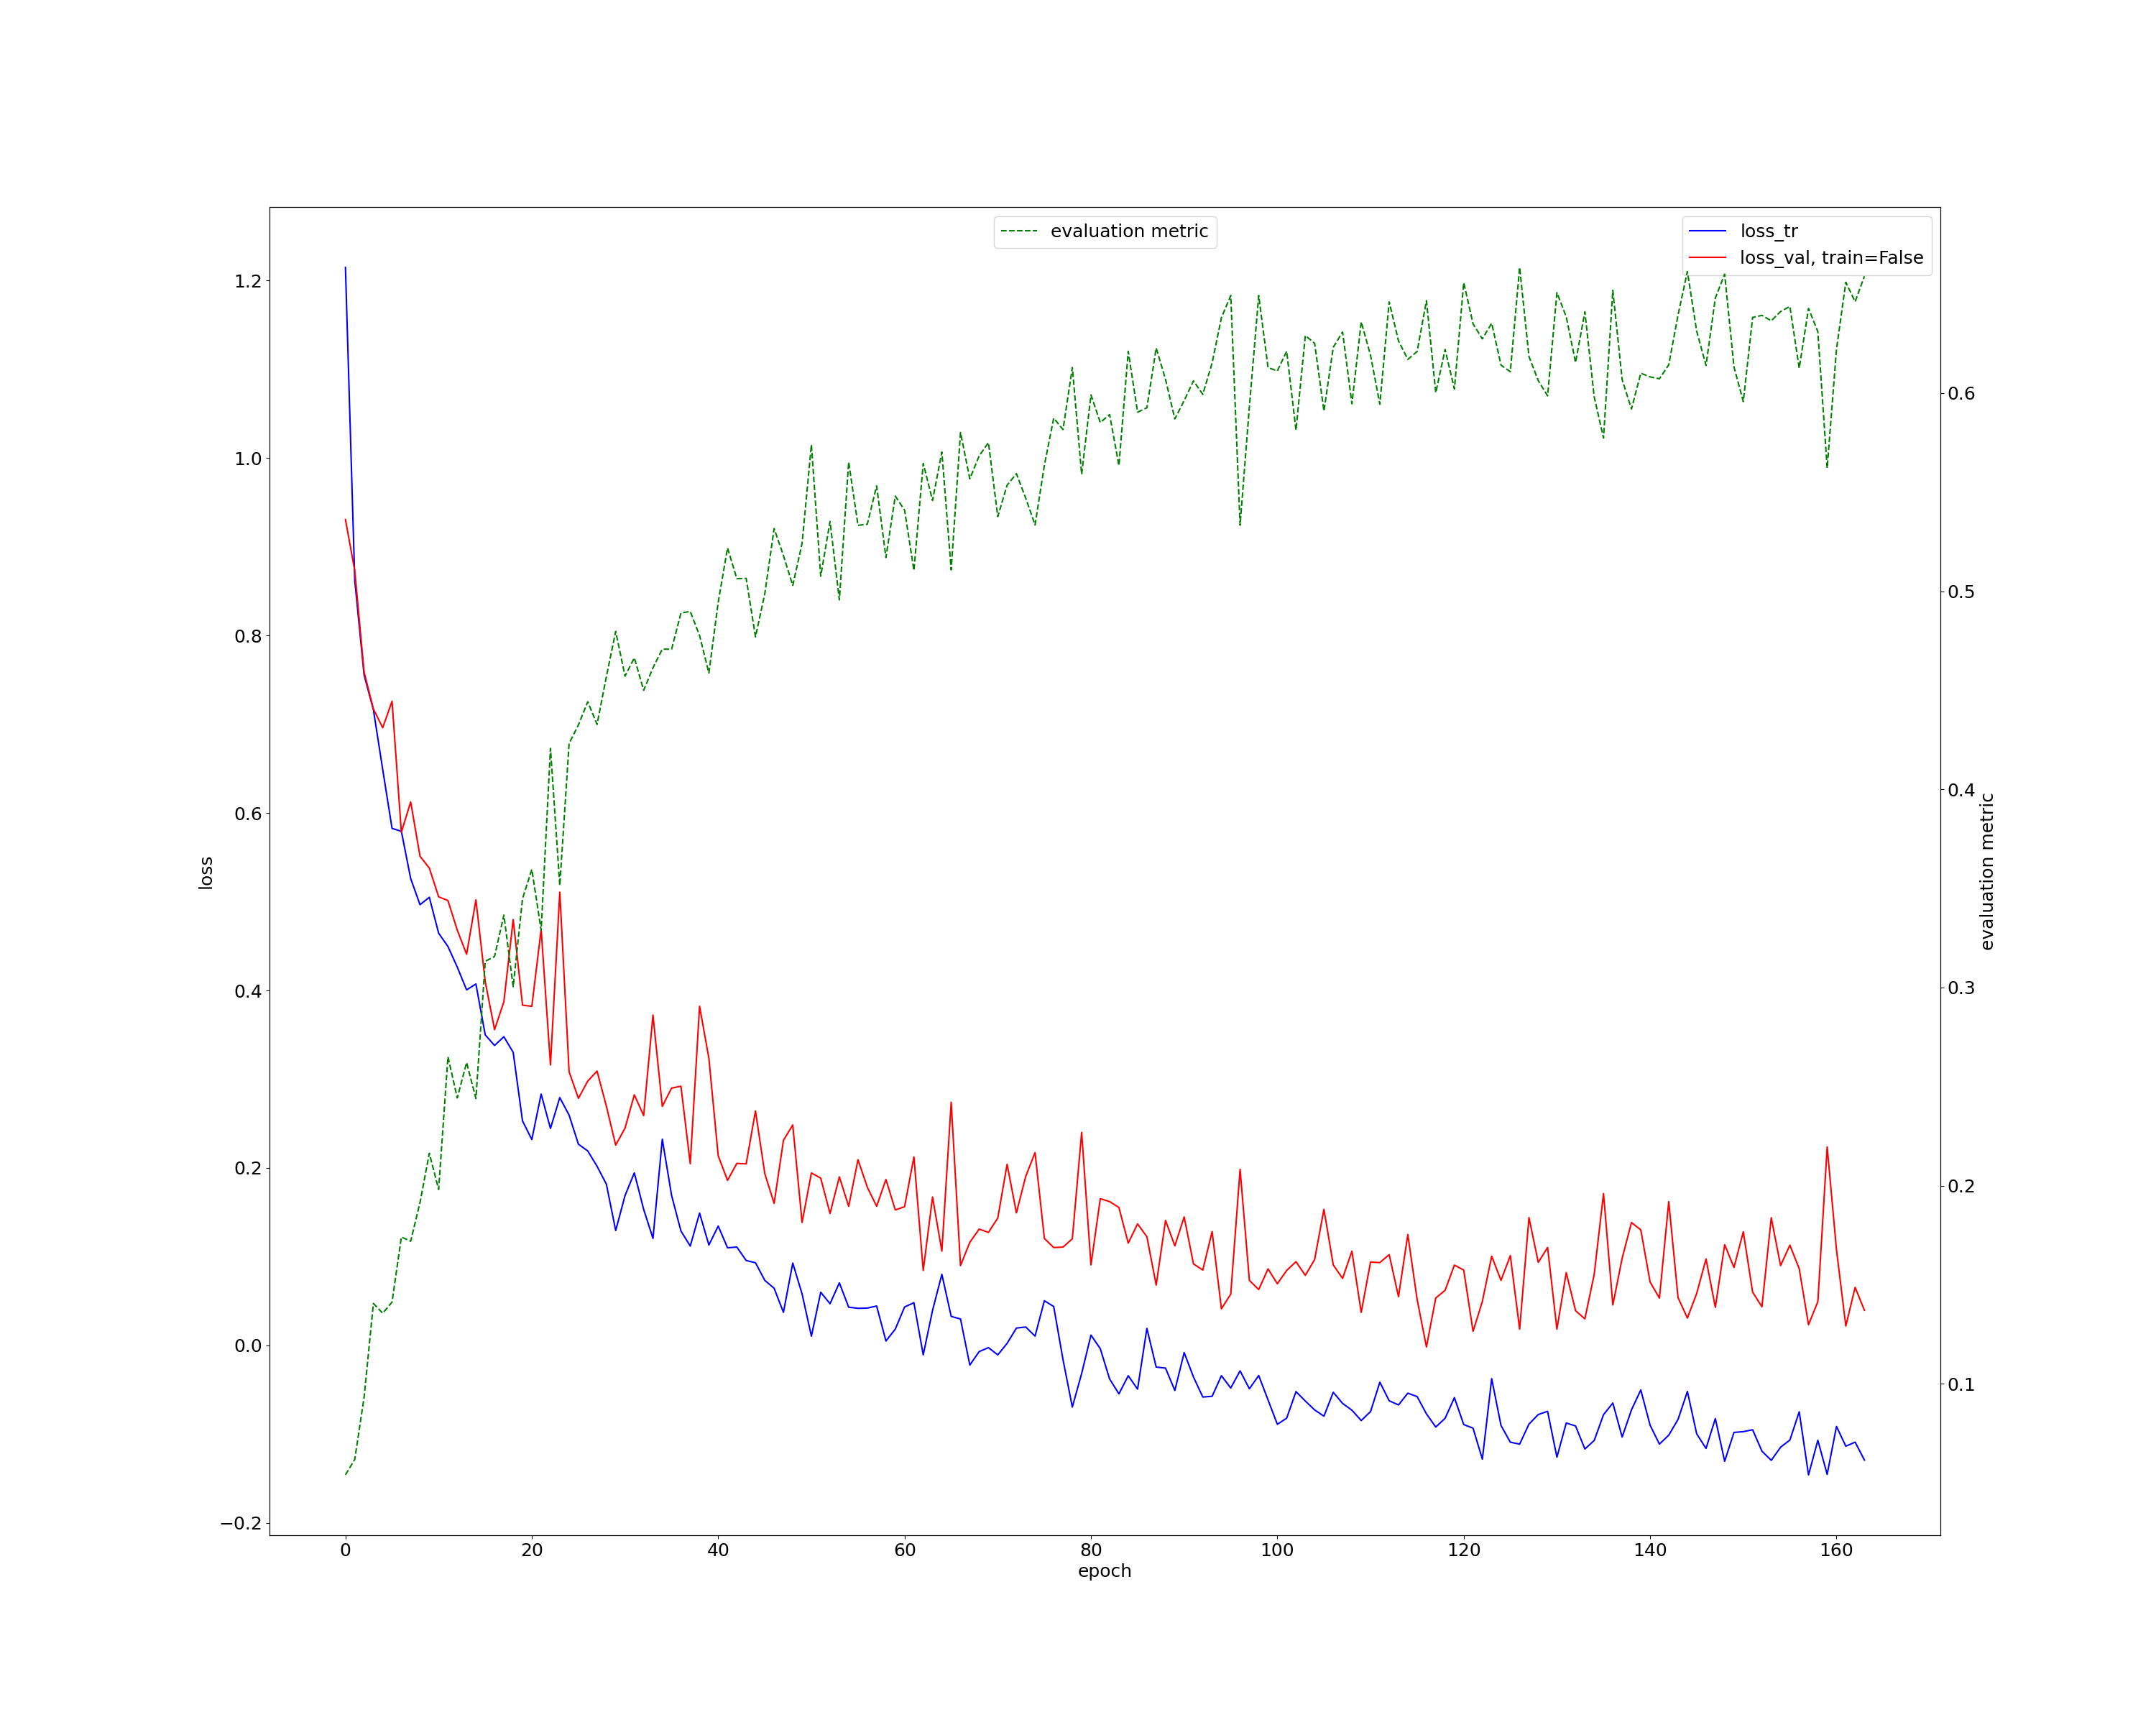 evaluation metric
loss_tr
loss_val, train=False
1.2
1.0
0.8
0.6
0.4
0.2
0.0
−0.2
loss
0.6
0.5
0.4
0.3
0.2
0.1
evaluation metric
0 20 40 60 80 100 120 140 160
epoch